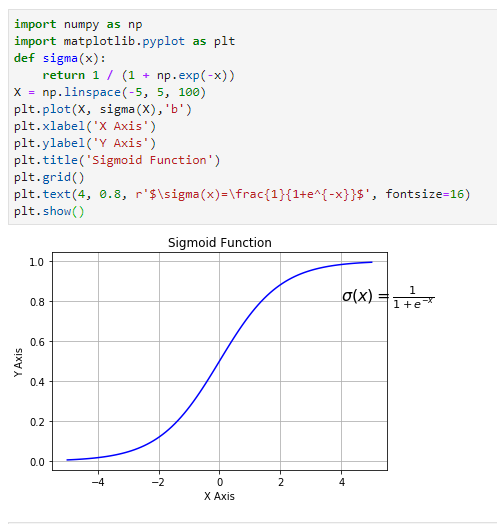 import numpy as np
import matplotlib.pyplot as plt
def sigma(x):
    return 1 / (1 + np.exp(-x))
X = np.linspace(-5, 5, 100)
plt.plot(X, sigma(X),'b')
plt.xlabel('X Axis')
plt.ylabel('Y Axis')
plt.title('Sigmoid Function')
plt.grid()
plt.text(4, 0.8, r'$\sigma(x)=\frac{1}{1+e^{-x}}$', fontsize=16)
plt.show()
Sigmoid Function
1.0
0.8
0.6
0.4
0.2
0.0
Y Axis
σ(x) = 1/(1+e^{-x})
−4 −2 0 2 4
X Axis